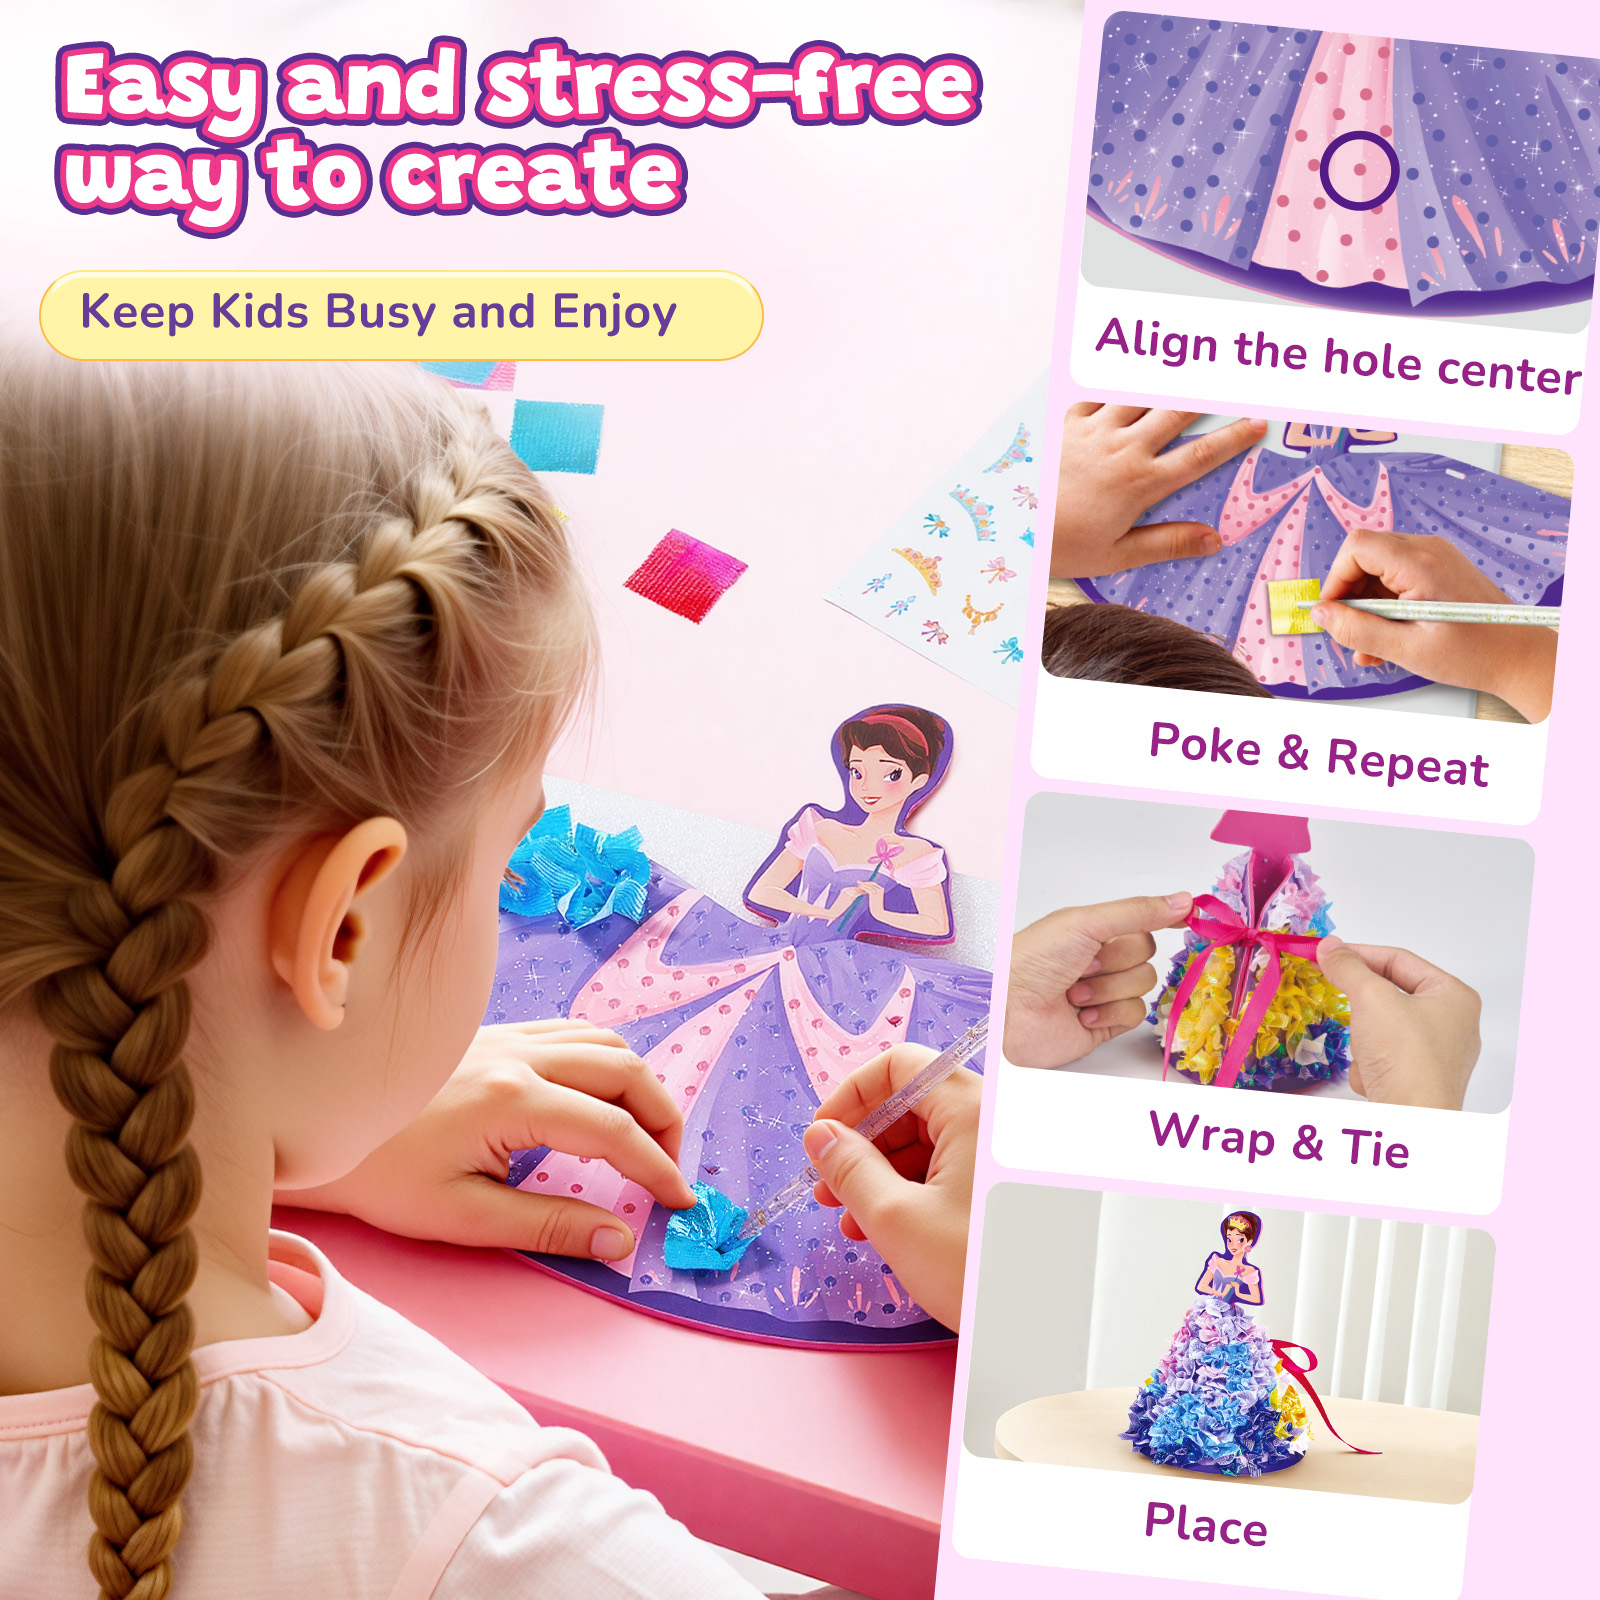 Easy and stress-free
way to create
Keep Kids Busy and Enjoy
Align the hole center
Poke & Repeat
Wrap & Tie
Place